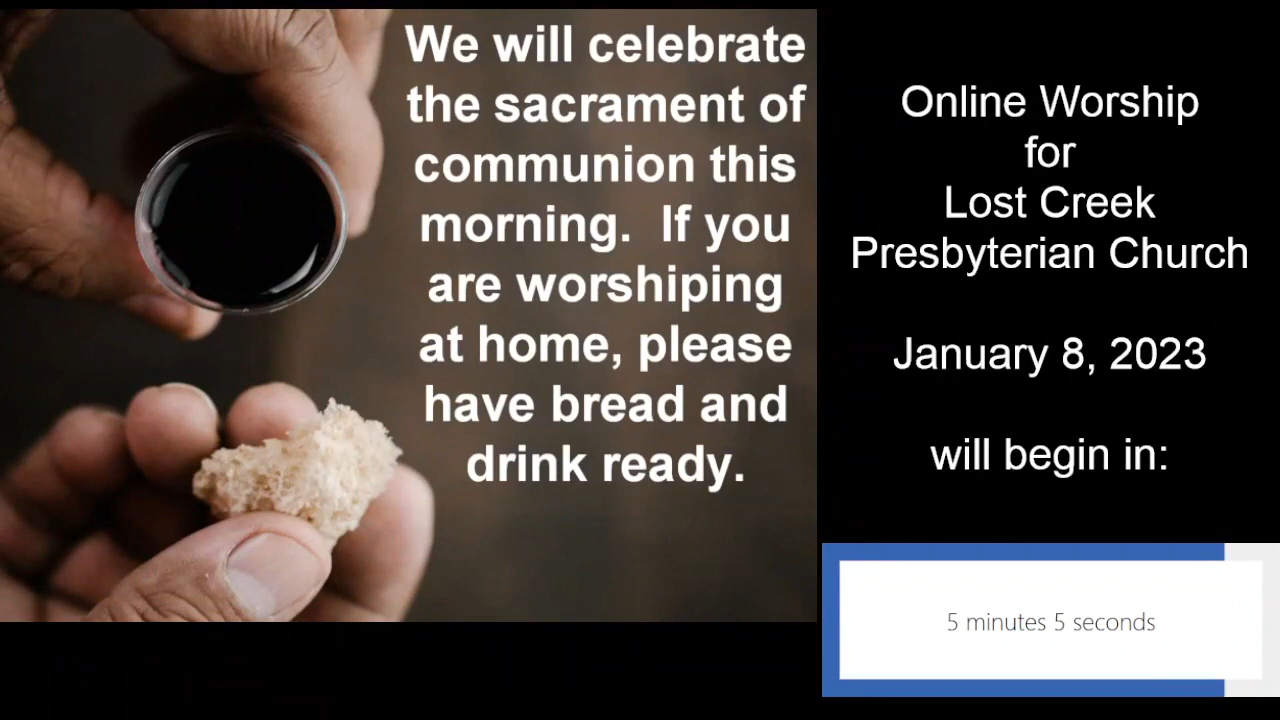 We will celebrate
the sacrament of
communion this
morning.  If you
are worshiping
at home, please
have bread and
drink ready.
Online Worship
for
Lost Creek
Presbyterian Church
January 8, 2023
will begin in:
5 minutes 5 seconds